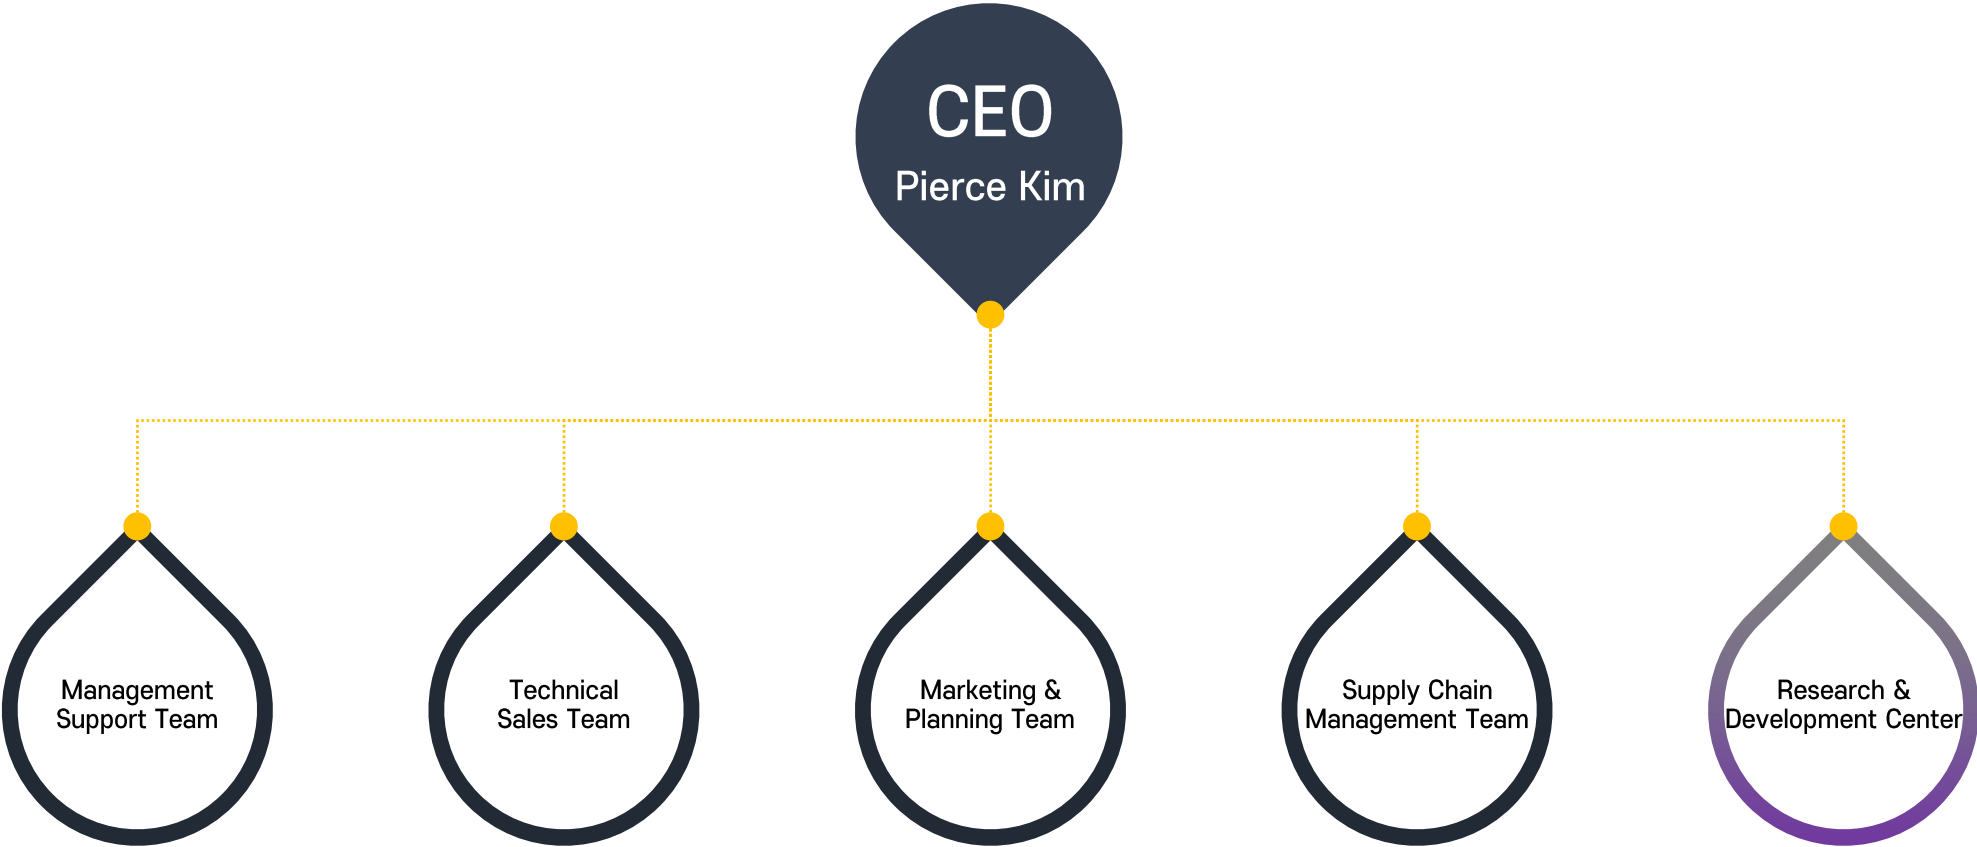 CEO
Pierce Kim
Management
Support Team
Technical
Sales Team
Marketing &
Planning Team
Supply Chain
Management Team
Research &
Development Center